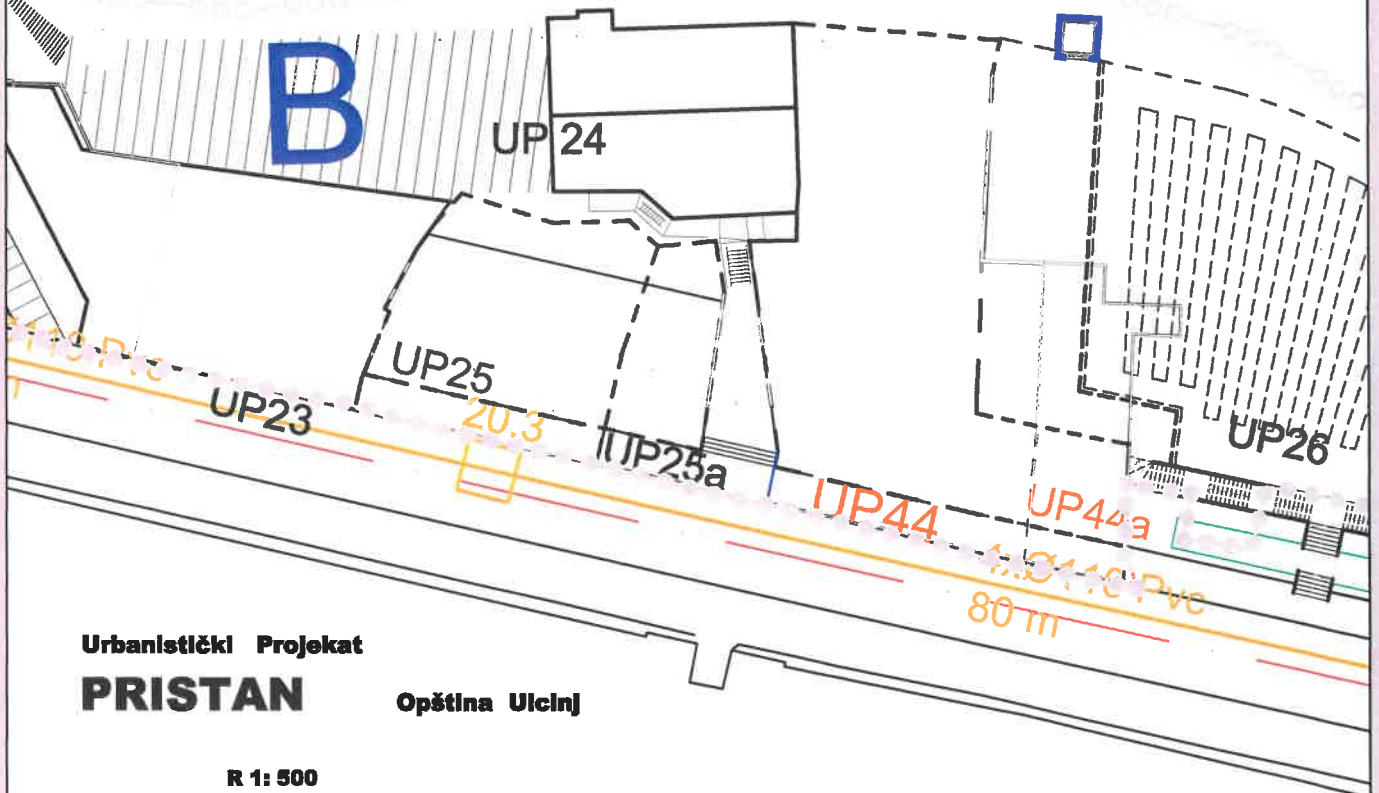 B
UP 24
UP25
20.3
UP23
UP25a
UP44
UP44a
UP26
4xØ110 Pvc
80 m
Urbanistički Projekat
PRISTAN
Opština Ulcinj
R 1: 500